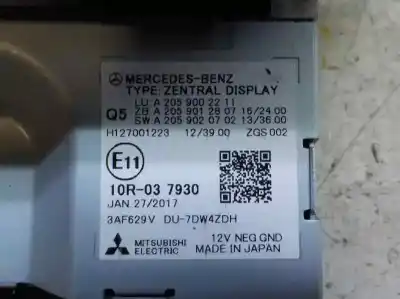 MERCEDES-BENZ
TYPE: ZENTRAL DISPLAY
LU A 205 900 22 11
Q5 ZB A 205 901 28 07 16/24 00
SW A 205 902 07 02 13/36 00
H127001223 12/39 00 ZGS 002
E11
10R-03 7930
JAN 27/2017
3AF629V DU-7DW4ZDH
MITSUBISHI ELECTRIC
12V NEG GND
MADE IN JAPAN